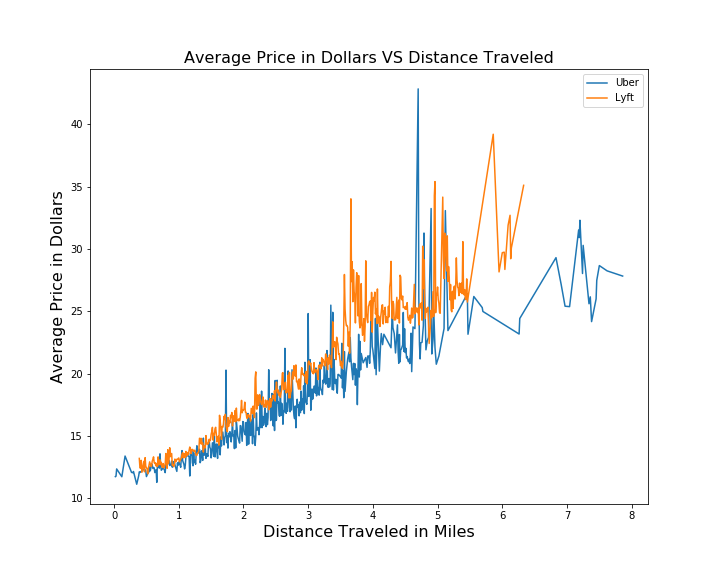 Average Price in Dollars VS Distance Traveled
Uber
Lyft
Average Price in Dollars
40
35
30
25
20
15
10
0 1 2 3 4 5 6 7 8
Distance Traveled in Miles